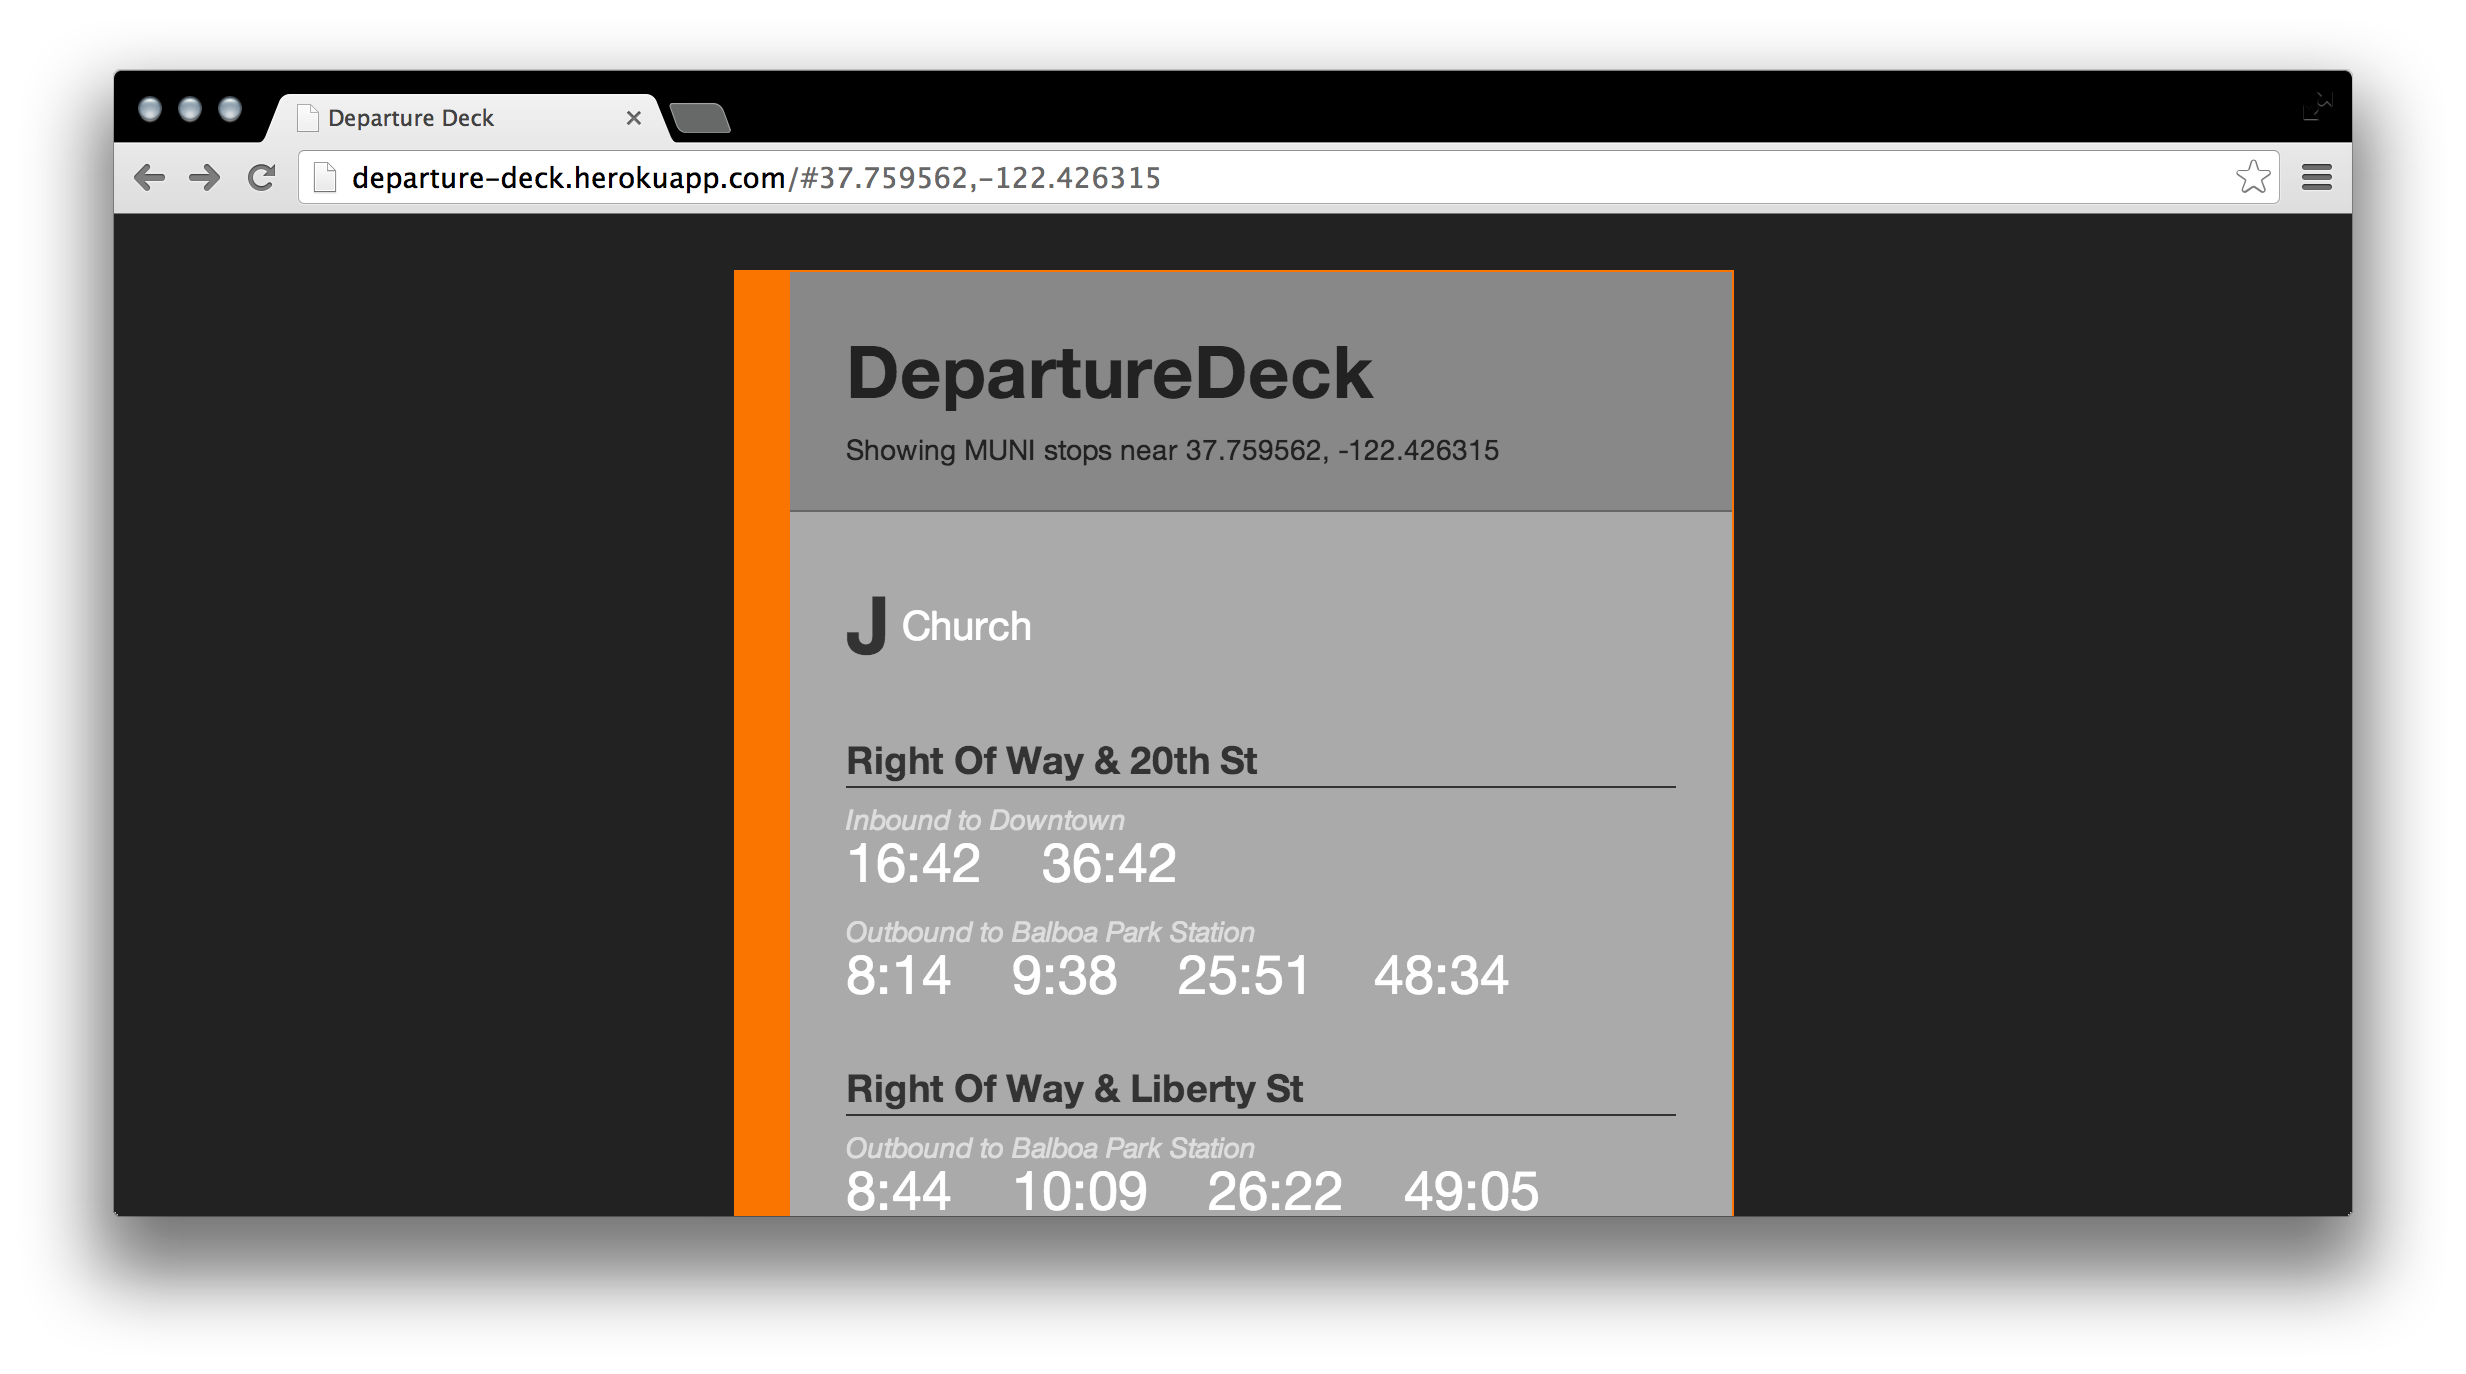 Departure Deck
departure-deck.herokuapp.com/#37.759562,-122.426315
DepartureDeck
Showing MUNI stops near 37.759562, -122.426315
J Church
Right Of Way & 20th St
Inbound to Downtown
16:42 36:42
Outbound to Balboa Park Station
8:14 9:38 25:51 48:34
Right Of Way & Liberty St
Outbound to Balboa Park Station
8:44 10:09 26:22 49:05